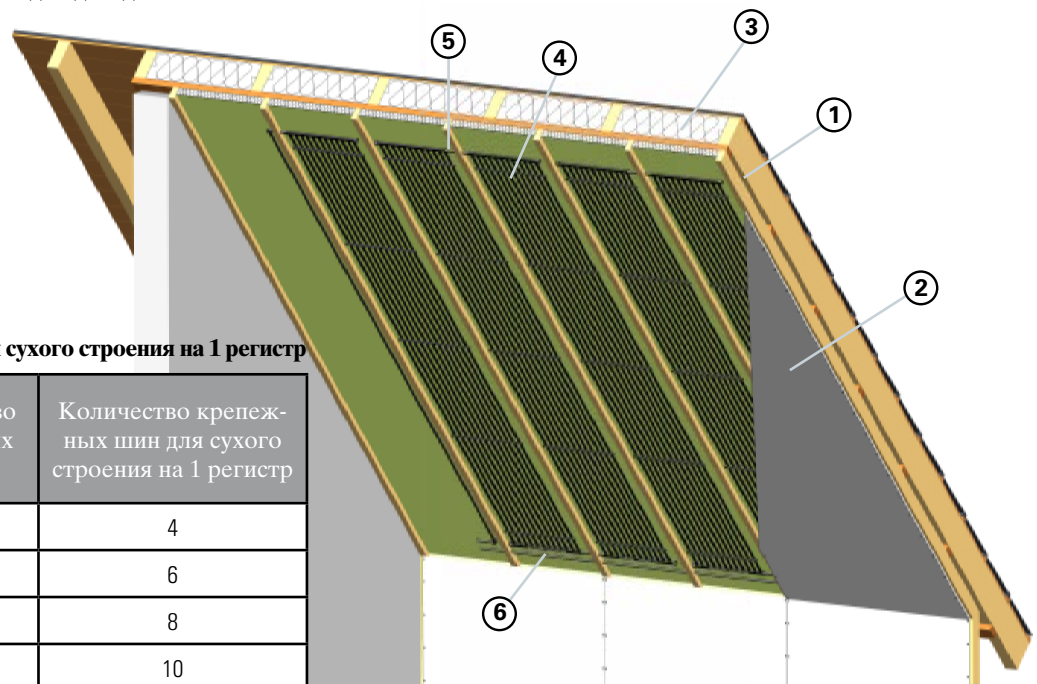 5
4
3
1
2
6
сухого строения на 1 регистр
Количество крепеж-
ных шин для сухого
строения на 1 регистр
4
6
8
10